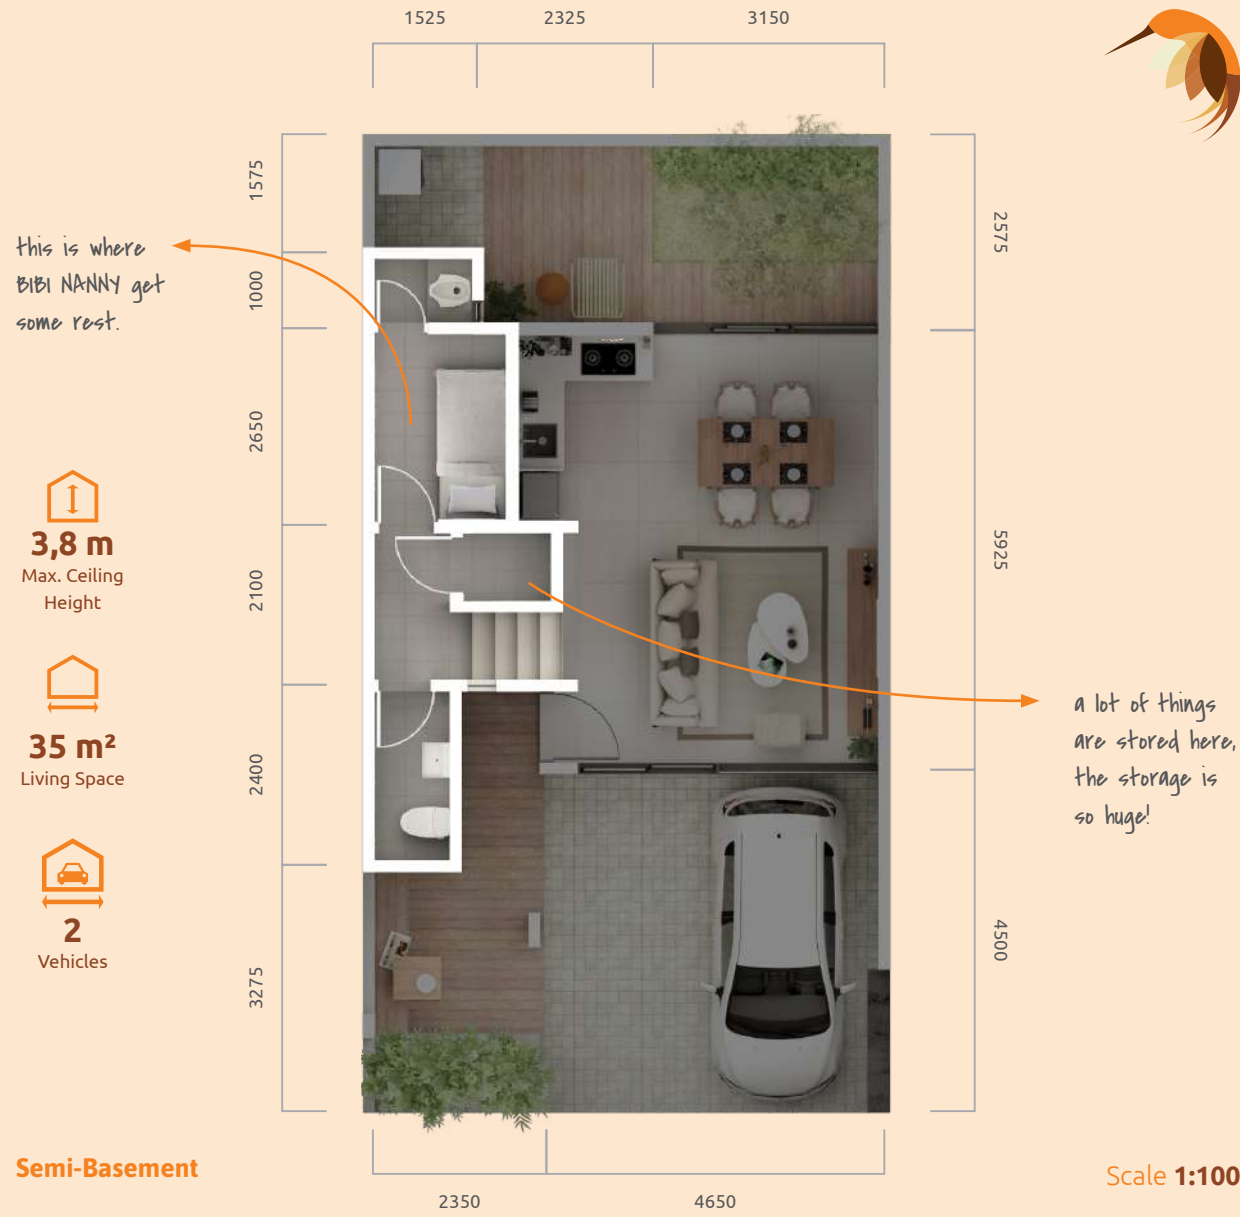 1525 2325 3150
1575
1000
2650
2100
2400
3275
2575
5925
4500
this is where
BIBI NANNY get
some rest.
3,8 m
Max. Ceiling
Height
35 m²
Living Space
2
Vehicles
a lot of things
are stored here,
the storage is
so huge!
Semi-Basement
2350 4650
Scale 1:100